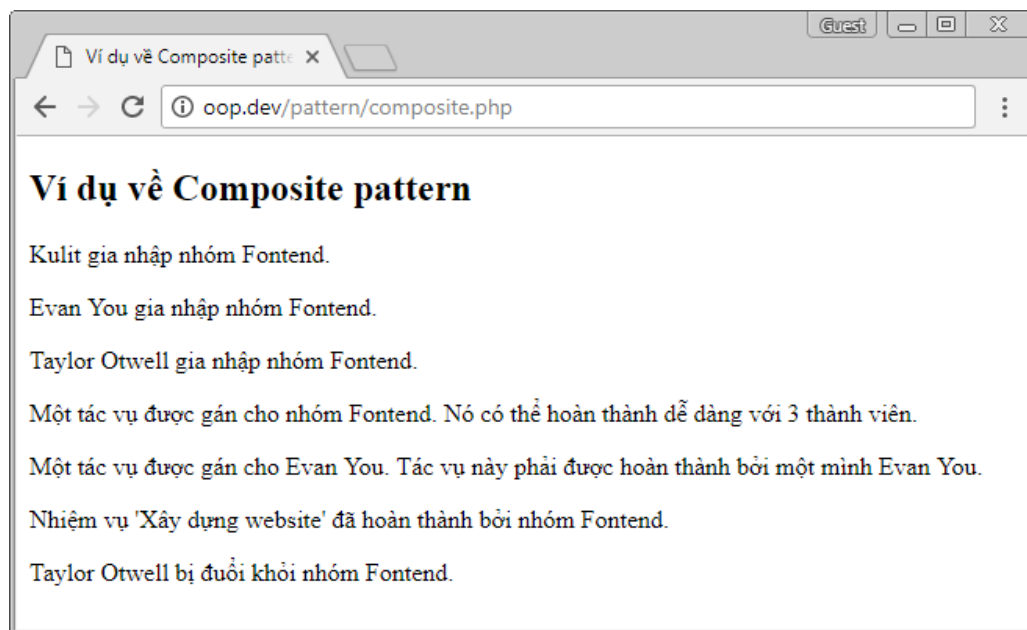 Guest
Ví dụ về Composite patte
oop.dev/pattern/composite.php
Ví dụ về Composite pattern
Kulit gia nhập nhóm Fontend.
Evan You gia nhập nhóm Fontend.
Taylor Otwell gia nhập nhóm Fontend.
Một tác vụ được gán cho nhóm Fontend. Nó có thể hoàn thành dễ dàng với 3 thành viên.
Một tác vụ được gán cho Evan You. Tác vụ này phải được hoàn thành bởi một mình Evan You.
Nhiệm vụ 'Xây dựng website' đã hoàn thành bởi nhóm Fontend.
Taylor Otwell bị đuổi khỏi nhóm Fontend.